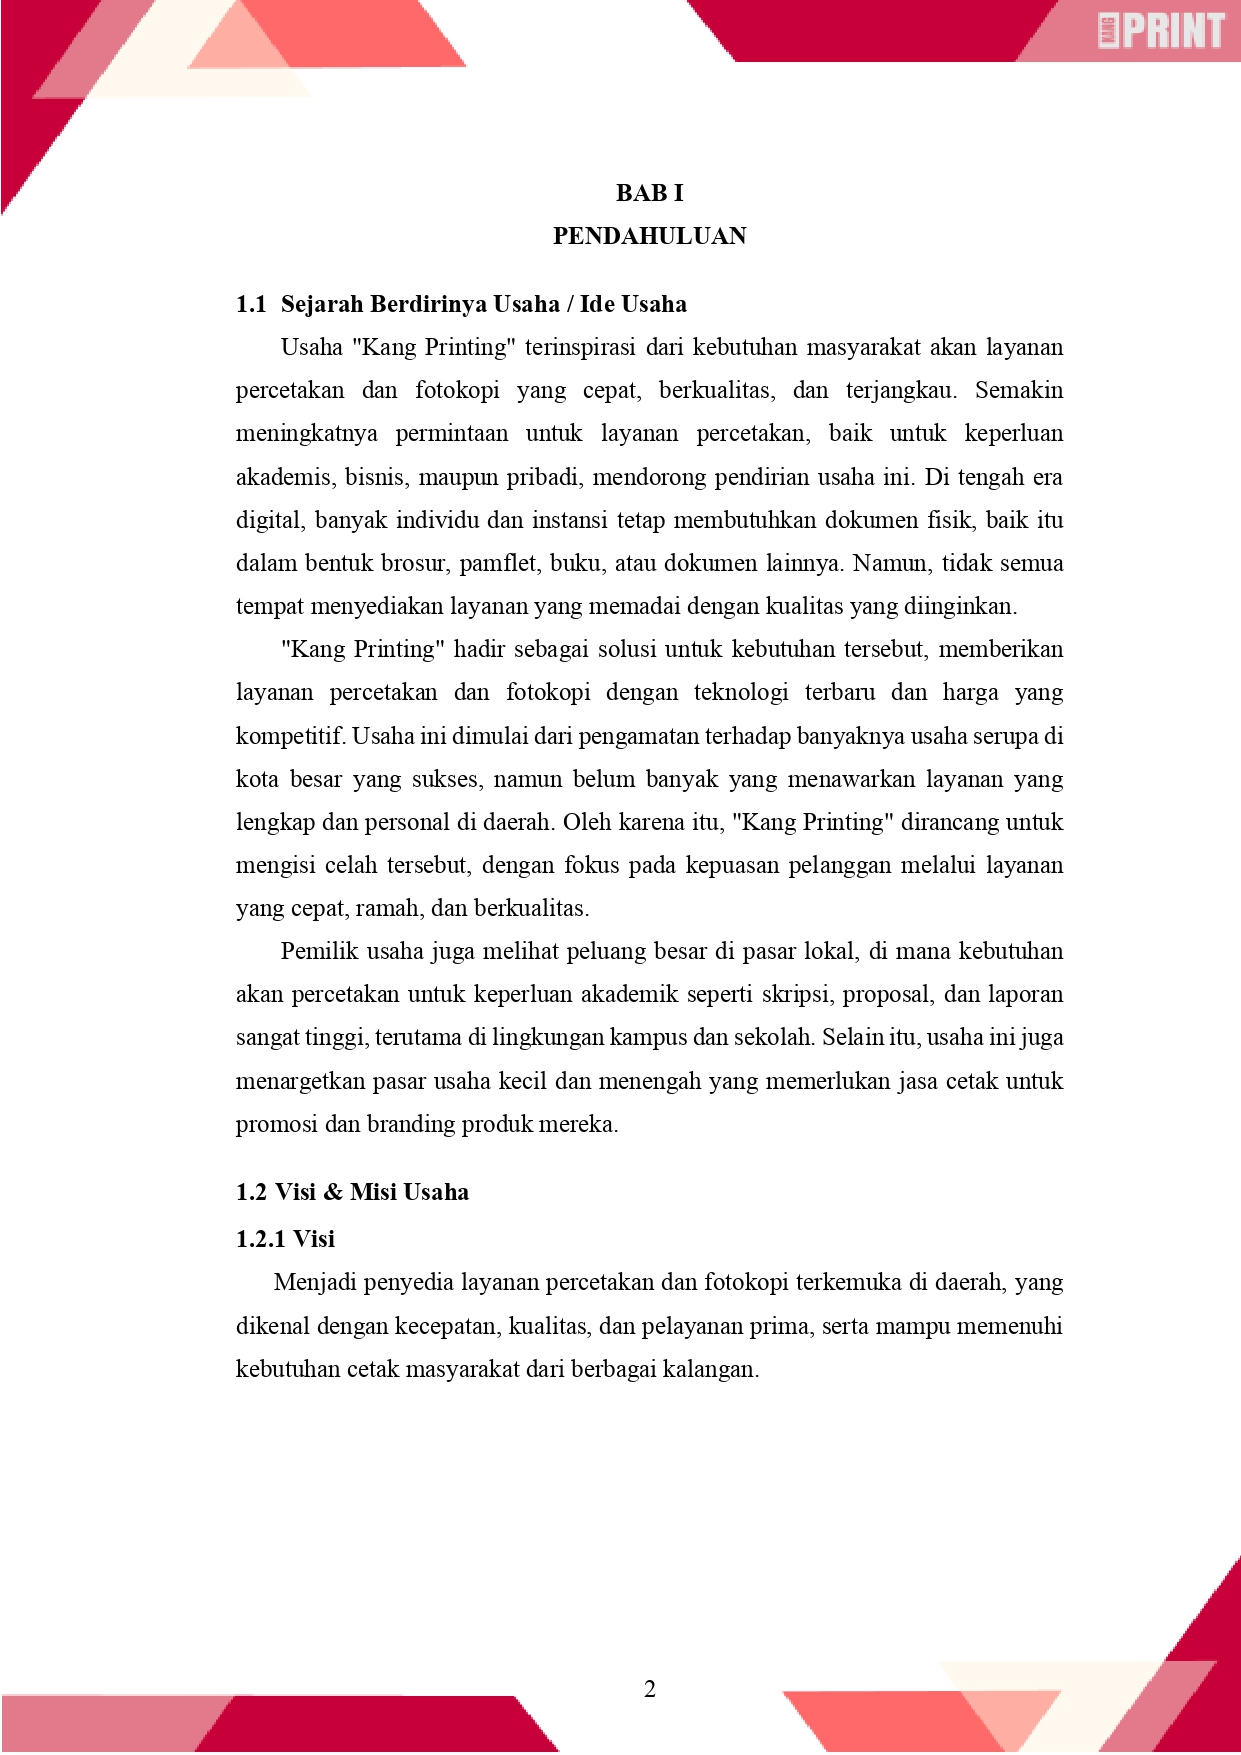 KANG PRINT
BAB I
PENDAHULUAN
1.1 Sejarah Berdirinya Usaha / Ide Usaha
Usaha "Kang Printing" terinspirasi dari kebutuhan masyarakat akan layanan
percetakan dan fotokopi yang cepat, berkualitas, dan terjangkau. Semakin
meningkatnya permintaan untuk layanan percetakan, baik untuk keperluan
akademis, bisnis, maupun pribadi, mendorong pendirian usaha ini. Di tengah era
digital, banyak individu dan instansi tetap membutuhkan dokumen fisik, baik itu
dalam bentuk brosur, pamflet, buku, atau dokumen lainnya. Namun, tidak semua
tempat menyediakan layanan yang memadai dengan kualitas yang diinginkan.
"Kang Printing" hadir sebagai solusi untuk kebutuhan tersebut, memberikan
layanan percetakan dan fotokopi dengan teknologi terbaru dan harga yang
kompetitif. Usaha ini dimulai dari pengamatan terhadap banyaknya usaha serupa di
kota besar yang sukses, namun belum banyak yang menawarkan layanan yang
lengkap dan personal di daerah. Oleh karena itu, "Kang Printing" dirancang untuk
mengisi celah tersebut, dengan fokus pada kepuasan pelanggan melalui layanan
yang cepat, ramah, dan berkualitas.
Pemilik usaha juga melihat peluang besar di pasar lokal, di mana kebutuhan
akan percetakan untuk keperluan akademik seperti skripsi, proposal, dan laporan
sangat tinggi, terutama di lingkungan kampus dan sekolah. Selain itu, usaha ini juga
menargetkan pasar usaha kecil dan menengah yang memerlukan jasa cetak untuk
promosi dan branding produk mereka.
1.2 Visi & Misi Usaha
1.2.1 Visi
Menjadi penyedia layanan percetakan dan fotokopi terkemuka di daerah, yang
dikenal dengan kecepatan, kualitas, dan pelayanan prima, serta mampu memenuhi
kebutuhan cetak masyarakat dari berbagai kalangan.
2